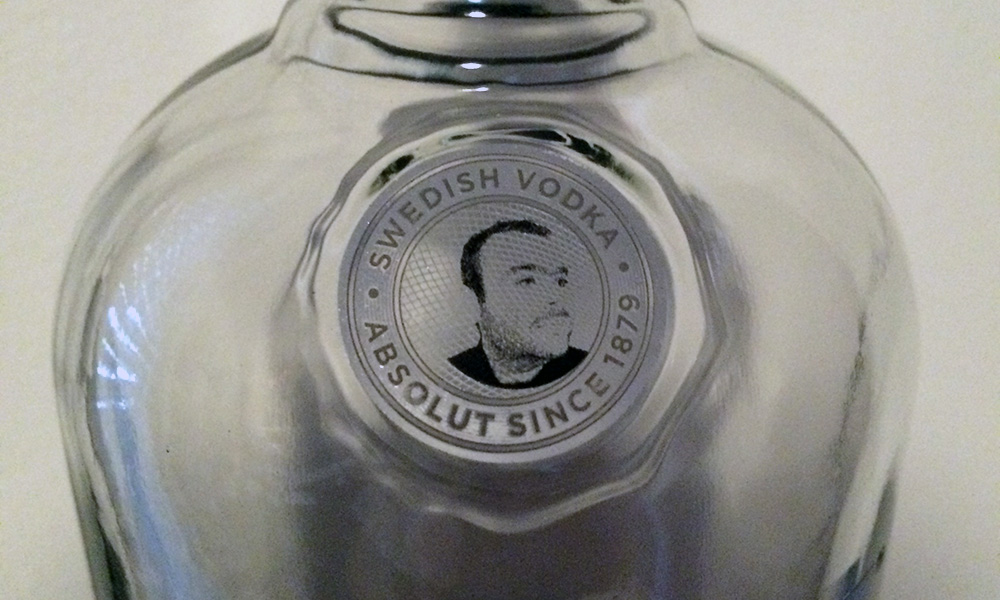 SWEDISH VODKA
ABSOLUT SINCE 1879